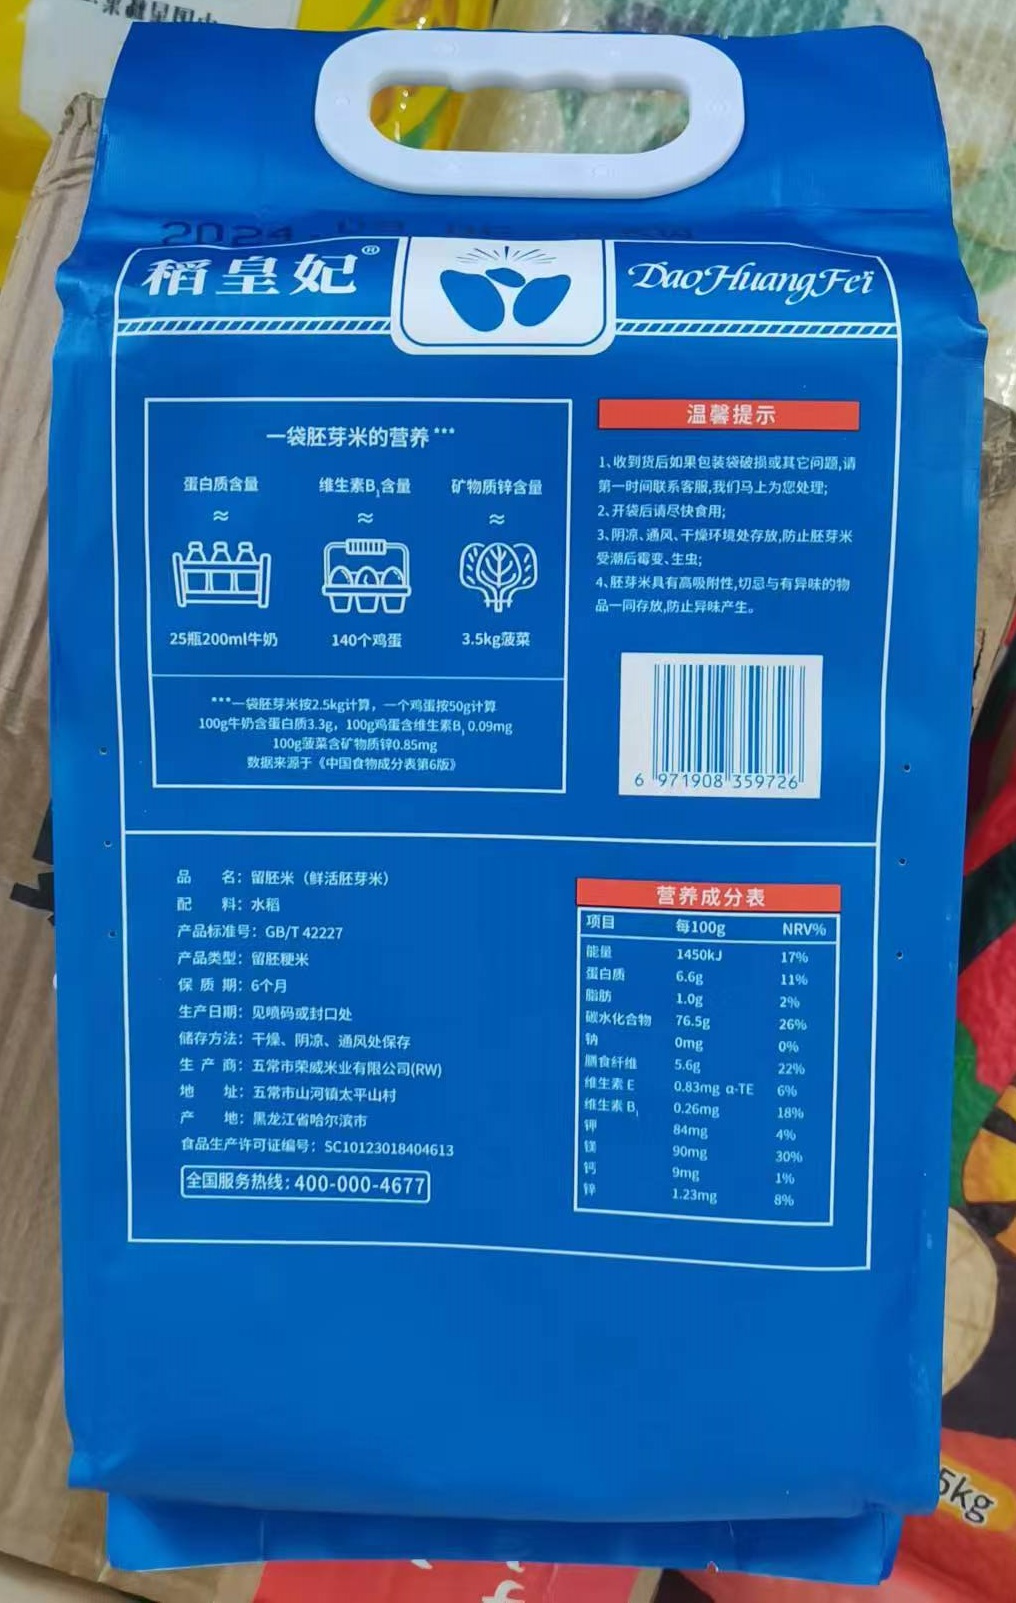 稻皇妃®
DaoHuangFei
一袋胚芽米的营养***
蛋白质含量
≈
25瓶200ml牛奶
维生素B₁含量
≈
140个鸡蛋
矿物质锌含量
≈
3.5kg菠菜
***一袋胚芽米按2.5kg计算，一个鸡蛋按50g计算
100g牛奶含蛋白质3.3g，100g鸡蛋含维生素B₁ 0.09mg
100g菠菜含矿物质锌0.85mg
数据来源于《中国食物成分表第6版》
温馨提示
1、收到货后如果包装袋破损或其它问题,请
第一时间联系客服,我们马上为您处理;
2、开袋后请尽快食用;
3、阴凉、通风、干燥环境处存放,防止胚芽米
受潮后霉变、生虫;
4、胚芽米具有高吸附性,切忌与有异味的物
品一同存放,防止异味产生。
6 971908 359726
品 名：留胚米（鲜活胚芽米）
配 料：水稻
产品标准号：GB/T 42227
产品类型：留胚粳米
保 质 期：6个月
生产日期：见喷码或封口处
储存方法：干燥、阴凉、通风处保存
生 产 商：五常市荣威米业有限公司(RW)
地 址：五常市山河镇太平山村
产 地：黑龙江省哈尔滨市
食品生产许可证编号：SC10123018404613
全国服务热线：400-000-4677
营养成分表
项目 每100g NRV%
能量 1450kJ 17%
蛋白质 6.6g 11%
脂肪 1.0g 2%
碳水化合物 76.5g 26%
钠 0mg 0%
膳食纤维 5.6g 22%
维生素 E 0.83mg α-TE 6%
维生素 B₁ 0.26mg 18%
钾 84mg 4%
镁 90mg 30%
钙 9mg 1%
锌 1.23mg 8%
5kg